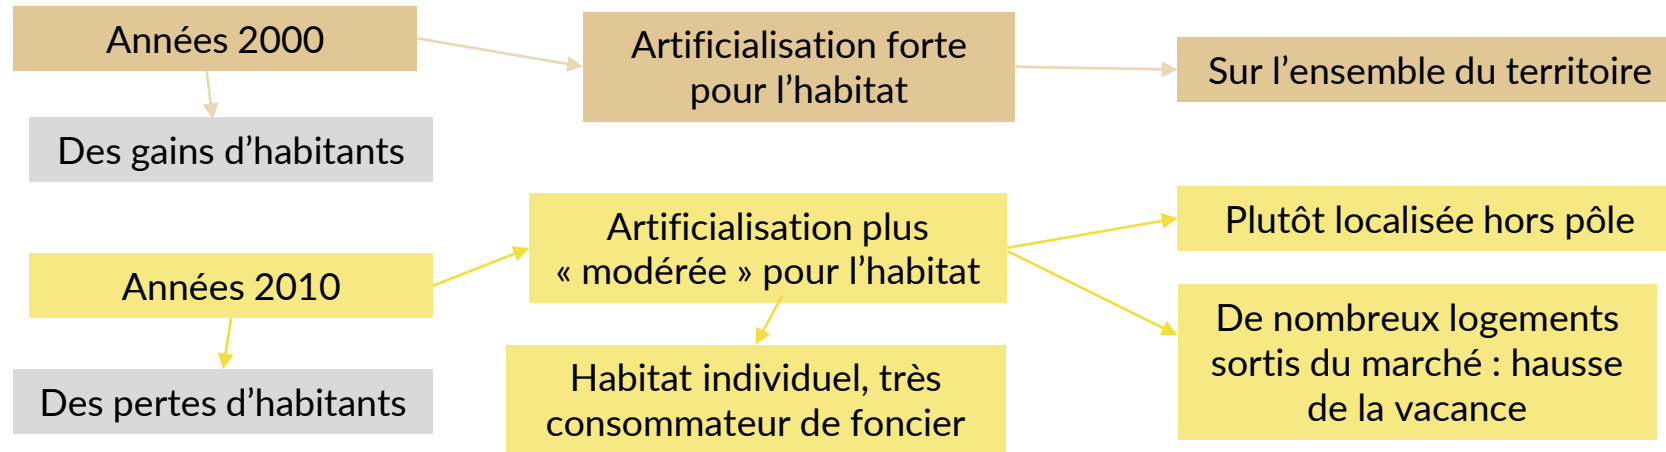 Années 2000
Artificialisation forte
pour l’habitat
Sur l’ensemble du territoire
Des gains d’habitants
Années 2010
Artificialisation plus
« modérée » pour l’habitat
Plutôt localisée hors pôle
De nombreux logements
sortis du marché : hausse
de la vacance
Habitat individuel, très
consommateur de foncier
Des pertes d’habitants